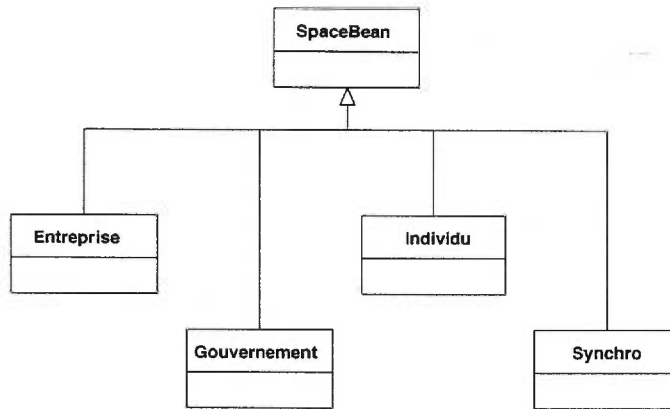 SpaceBean
Entreprise
Individu
Gouvernement
Synchro